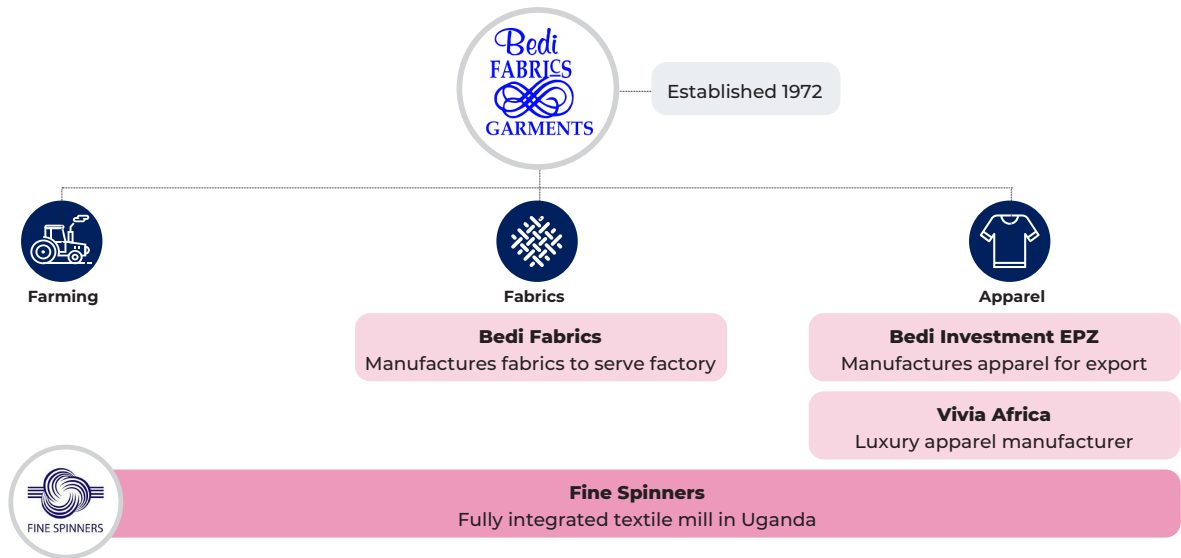 Bedi
FABRICS
GARMENTS
Established 1972
Farming
Fabrics
Apparel
Bedi Fabrics
Manufactures fabrics to serve factory
Bedi Investment EPZ
Manufactures apparel for export
Vivia Africa
Luxury apparel manufacturer
FINE SPINNERS
Fine Spinners
Fully integrated textile mill in Uganda